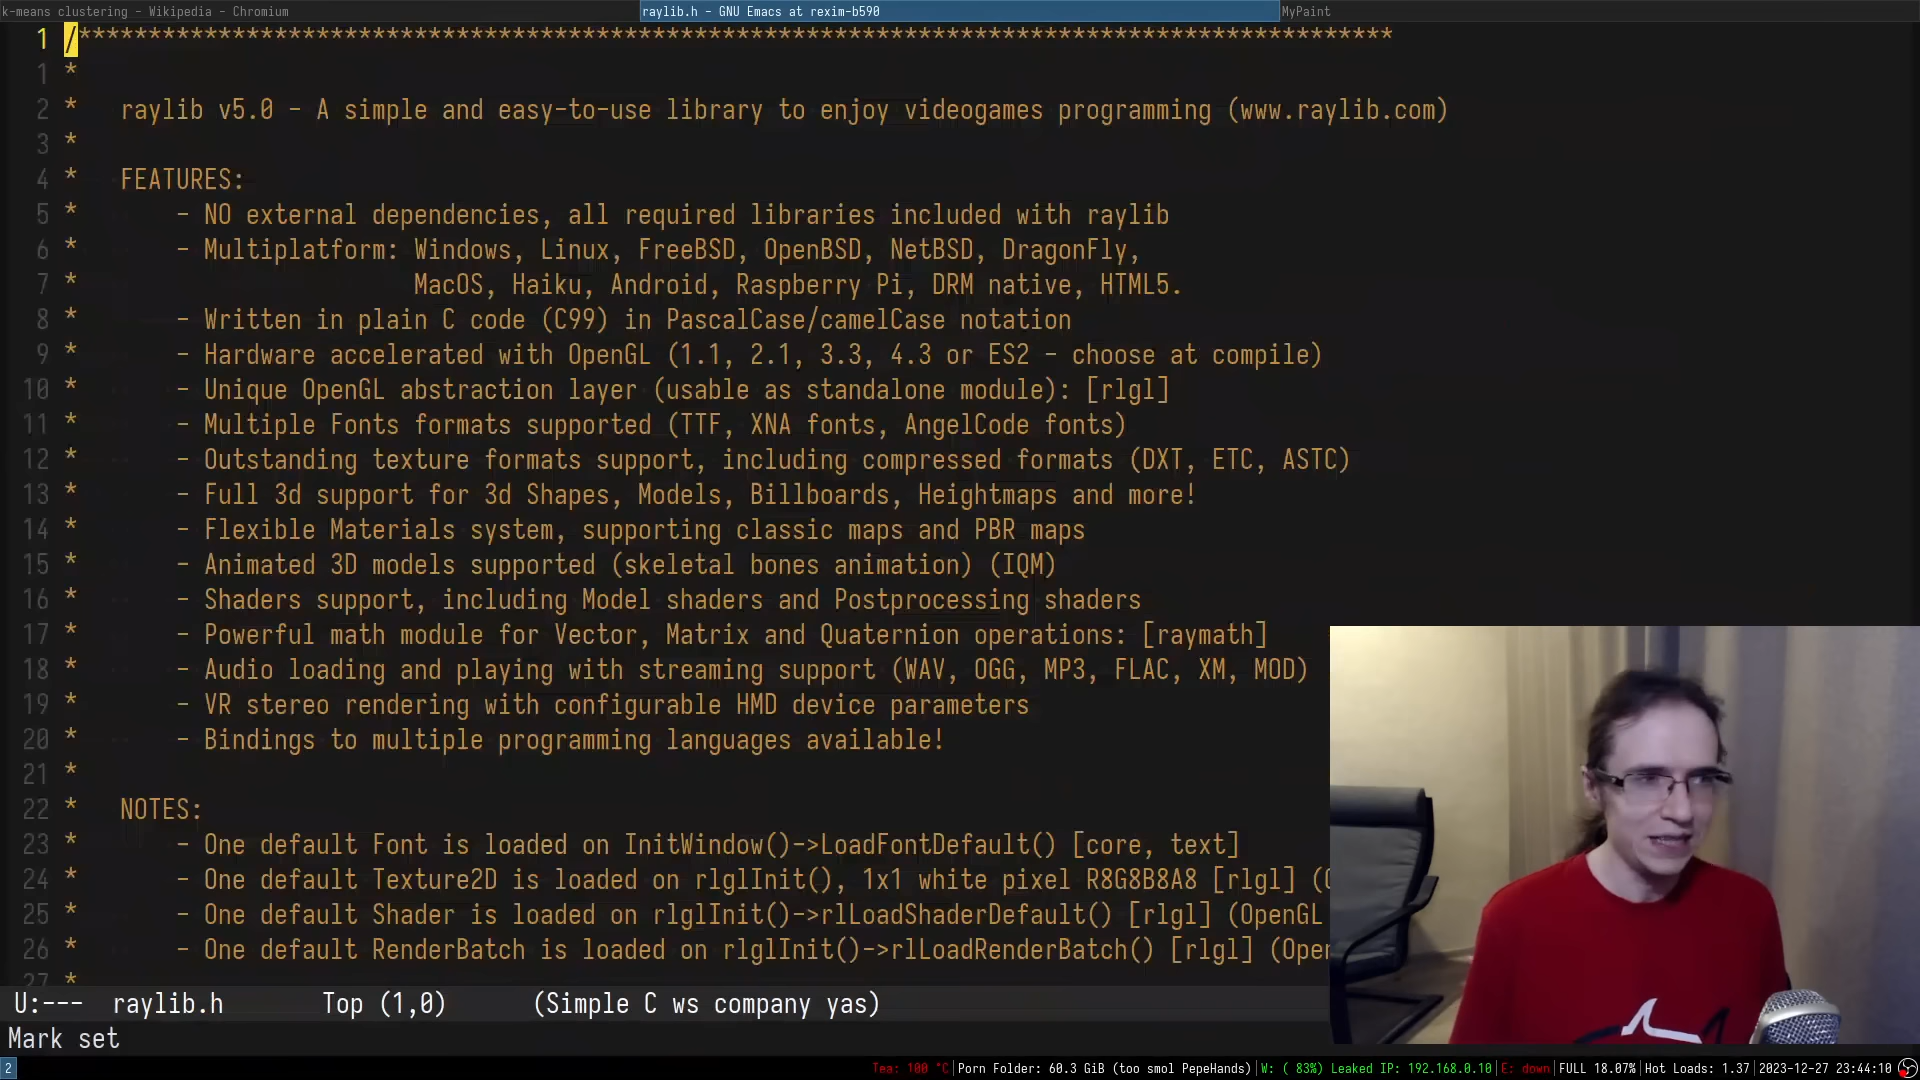 k-means clustering - Wikipedia - Chromium
raylib.h - GNU Emacs at rexim-b590
MyPaint
1 /**********************************************************************************************
1 *
2 *   raylib v5.0 - A simple and easy-to-use library to enjoy videogames programming (www.raylib.com)
3 *
4 *   FEATURES:
5 *       - NO external dependencies, all required libraries included with raylib
6 *       - Multiplatform: Windows, Linux, FreeBSD, OpenBSD, NetBSD, DragonFly,
7 *                        MacOS, Haiku, Android, Raspberry Pi, DRM native, HTML5.
8 *       - Written in plain C code (C99) in PascalCase/camelCase notation
9 *       - Hardware accelerated with OpenGL (1.1, 2.1, 3.3, 4.3 or ES2 - choose at compile)
10 *       - Unique OpenGL abstraction layer (usable as standalone module): [rlgl]
11 *       - Multiple Fonts formats supported (TTF, XNA fonts, AngelCode fonts)
12 *       - Outstanding texture formats support, including compressed formats (DXT, ETC, ASTC)
13 *       - Full 3d support for 3d Shapes, Models, Billboards, Heightmaps and more!
14 *       - Flexible Materials system, supporting classic maps and PBR maps
15 *       - Animated 3D models supported (skeletal bones animation) (IQM)
16 *       - Shaders support, including Model shaders and Postprocessing shaders
17 *       - Powerful math module for Vector, Matrix and Quaternion operations: [raymath]
18 *       - Audio loading and playing with streaming support (WAV, OGG, MP3, FLAC, XM, MOD)
19 *       - VR stereo rendering with configurable HMD device parameters
20 *       - Bindings to multiple programming languages available!
21 *
22 *   NOTES:
23 *       - One default Font is loaded on InitWindow()->LoadFontDefault() [core, text]
24 *       - One default Texture2D is loaded on rlglInit(), 1x1 white pixel R8G8B8A8 [rlgl] (
25 *       - One default Shader is loaded on rlglInit()->rlLoadShaderDefault() [rlgl] (OpenGL
26 *       - One default RenderBatch is loaded on rlglInit()->rlLoadRenderBatch() [rlgl] (Open
27 *
U:---  raylib.h      Top (1,0)     (Simple C ws company yas)
Mark set
2
Tea: 100 °C|Porn Folder: 60.3 GiB (too smol PepeHands)|W: ( 83%) Leaked IP: 192.168.0.10|E: down|FULL 18.07%|Hot Loads: 1.37|2023-12-27 23:44:10